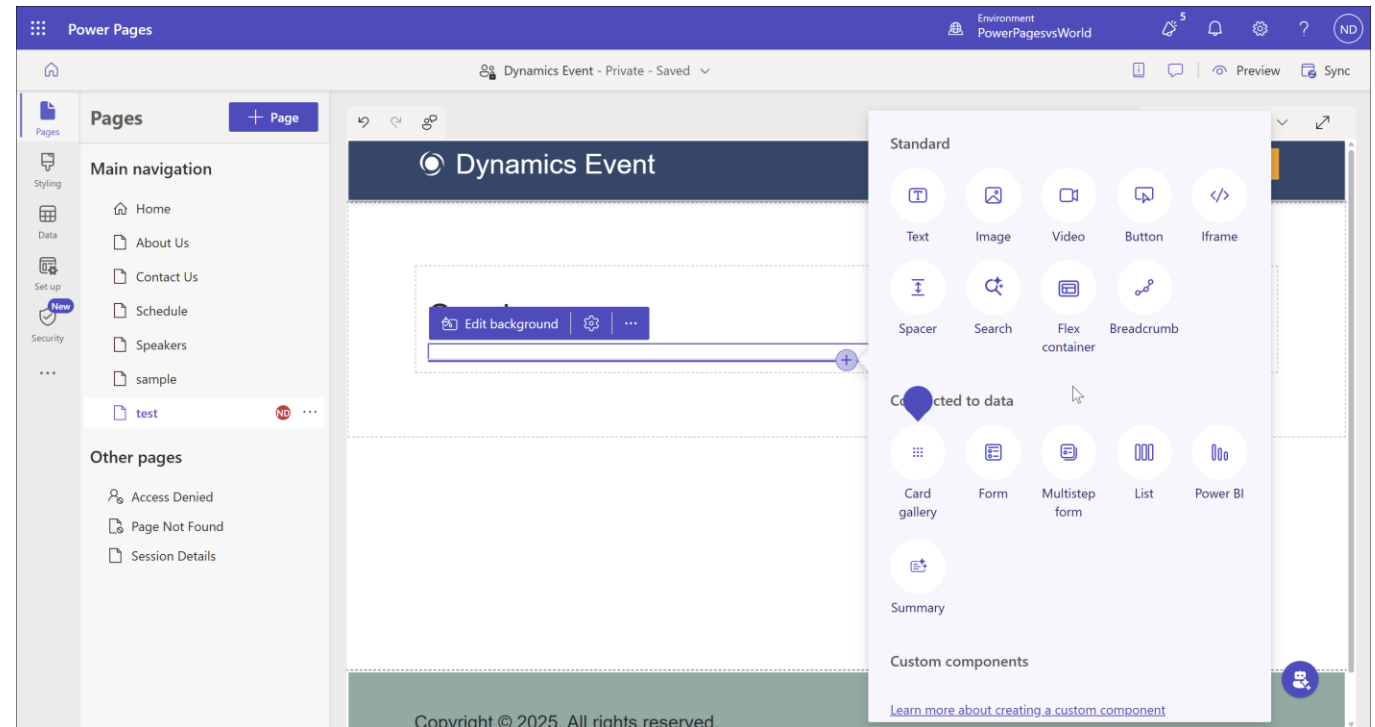 Power Pages
Environment
PowerPagesvsWorld
5
?
ND
Dynamics Event - Private - Saved
Preview
Sync
Pages
Styling
Data
Set up
New
Security
Pages
+ Page
Main navigation
Home
About Us
Contact Us
Schedule
Speakers
sample
test
ND
Other pages
Access Denied
Page Not Found
Session Details
Dynamics Event
Edit background
Standard
Text
Image
Video
Button
Iframe
Spacer
Search
Flex
container
Breadcrumb
to data
Card
gallery
Form
Multistep
form
List
Power BI
Summary
Custom components
Learn more about creating a custom component
Copyright © 2025. All rights reserved.